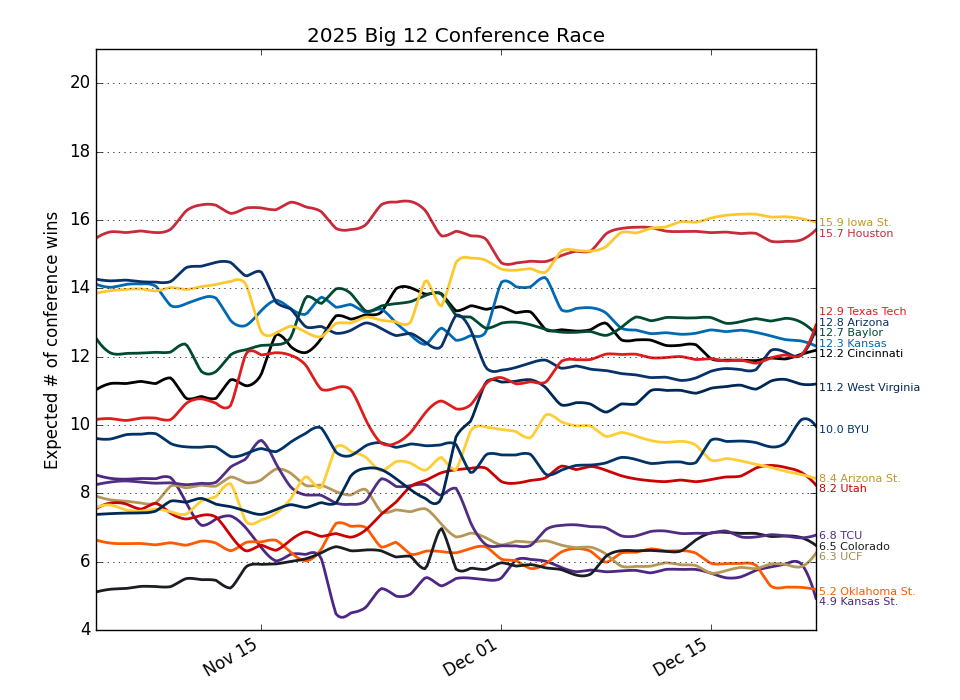 2025 Big 12 Conference Race
Expected # of conference wins
20
18
16
14
12
10
8
6
4
Nov 15
Dec 01
Dec 15
15.9 Iowa St.
15.7 Houston
12.9 Texas Tech
12.8 Arizona
12.7 Baylor
12.3 Kansas
12.2 Cincinnati
11.2 West Virginia
10.0 BYU
8.4 Arizona St.
8.2 Utah
6.8 TCU
6.5 Colorado
6.3 UCF
5.2 Oklahoma St.
4.9 Kansas St.